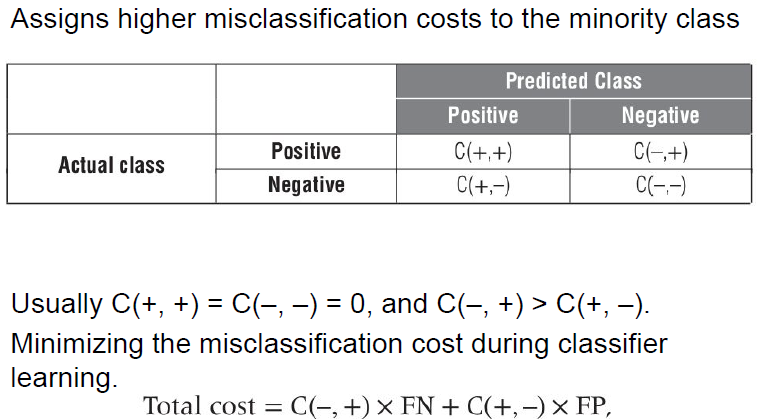 Assigns higher misclassification costs to the minority class
Predicted Class
Positive Negative
Actual class Positive C(+,+) C(–,+)
Negative C(+,–) C(–,–)
Usually C(+, +) = C(–, –) = 0, and C(–, +) > C(+, –).
Minimizing the misclassification cost during classifier
learning.
Total cost = C(–, +) × FN + C(+, –) × FP,